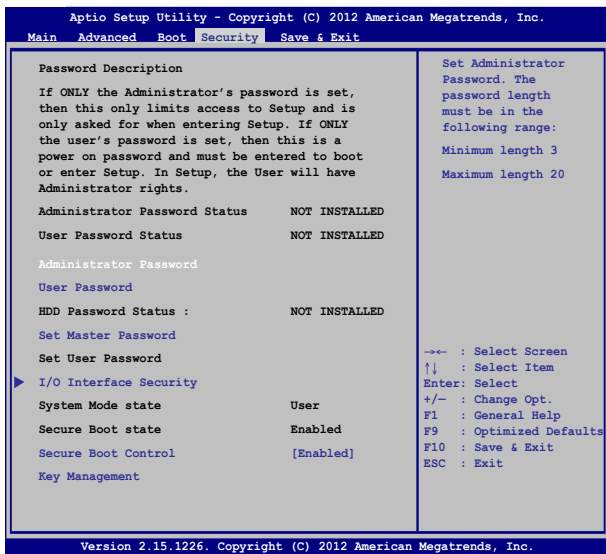 Aptio Setup Utility - Copyright (C) 2012 American Megatrends, Inc.
Main Advanced Boot Security Save & Exit
Password Description
If ONLY the Administrator's password is set,
then this only limits access to Setup and is
only asked for when entering Setup. If ONLY
the user's password is set, then this is a
power on password and must be entered to boot
or enter Setup. In Setup, the User will have
Administrator rights.
Administrator Password Status NOT INSTALLED
User Password Status NOT INSTALLED
Administrator Password
User Password
HDD Password Status : NOT INSTALLED
Set Master Password
Set User Password
I/O Interface Security
System Mode state User
Secure Boot state Enabled
Secure Boot Control [Enabled]
Key Management
Set Administrator
Password. The
password length
must be in the
following range:
Minimum length 3
Maximum length 20
→← : Select Screen
↑↓ : Select Item
Enter: Select
+/— : Change Opt.
F1 : General Help
F9 : Optimized Defaults
F10 : Save & Exit
ESC : Exit
Version 2.15.1226. Copyright (C) 2012 American Megatrends, Inc.